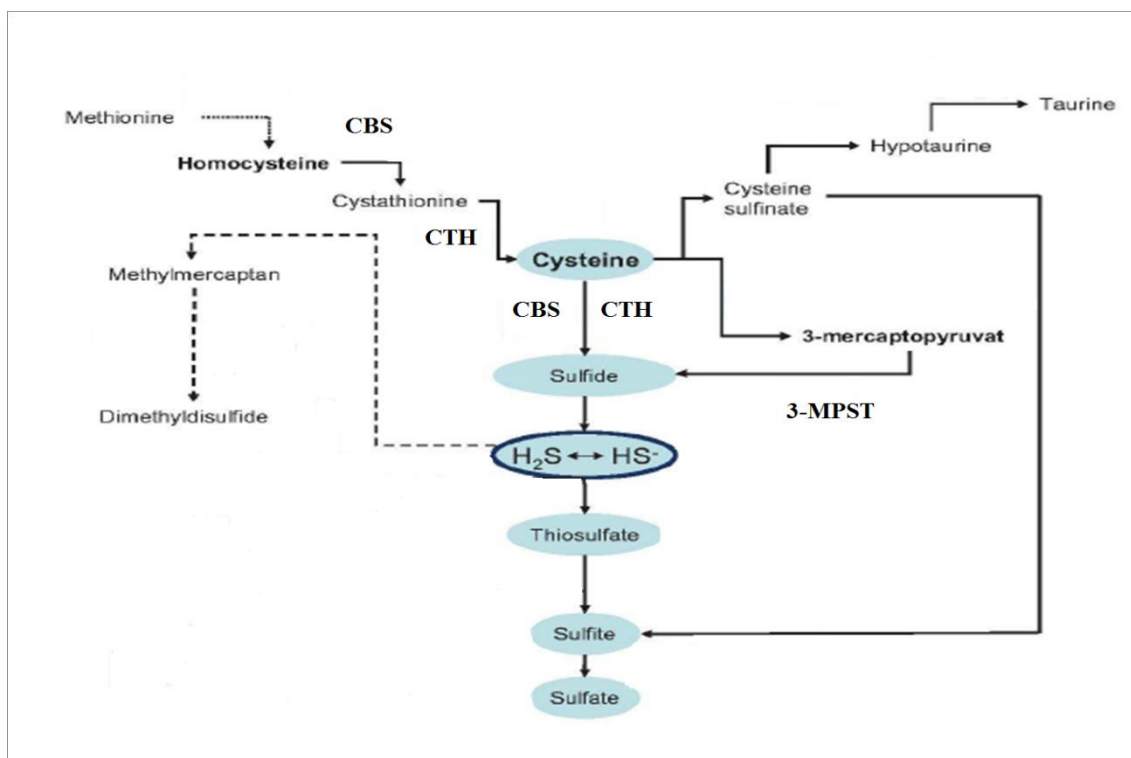 Taurine
Methionine
CBS
Hypotaurine
Homocysteine
Cysteine
sulfinate
Cystathionine
CTH
Cysteine
Methylmercaptan
CBS CTH
3-mercaptopyruvat
Sulfide
3-MPST
Dimethyldisulfide
H₂S ↔ HS⁻
Thiosulfate
Sulfite
Sulfate